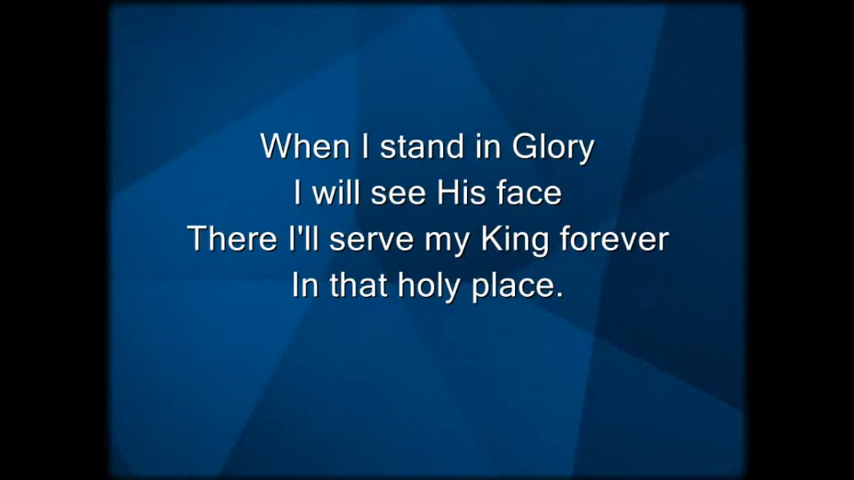 When I stand in Glory
I will see His face
There I'll serve my King forever
In that holy place.